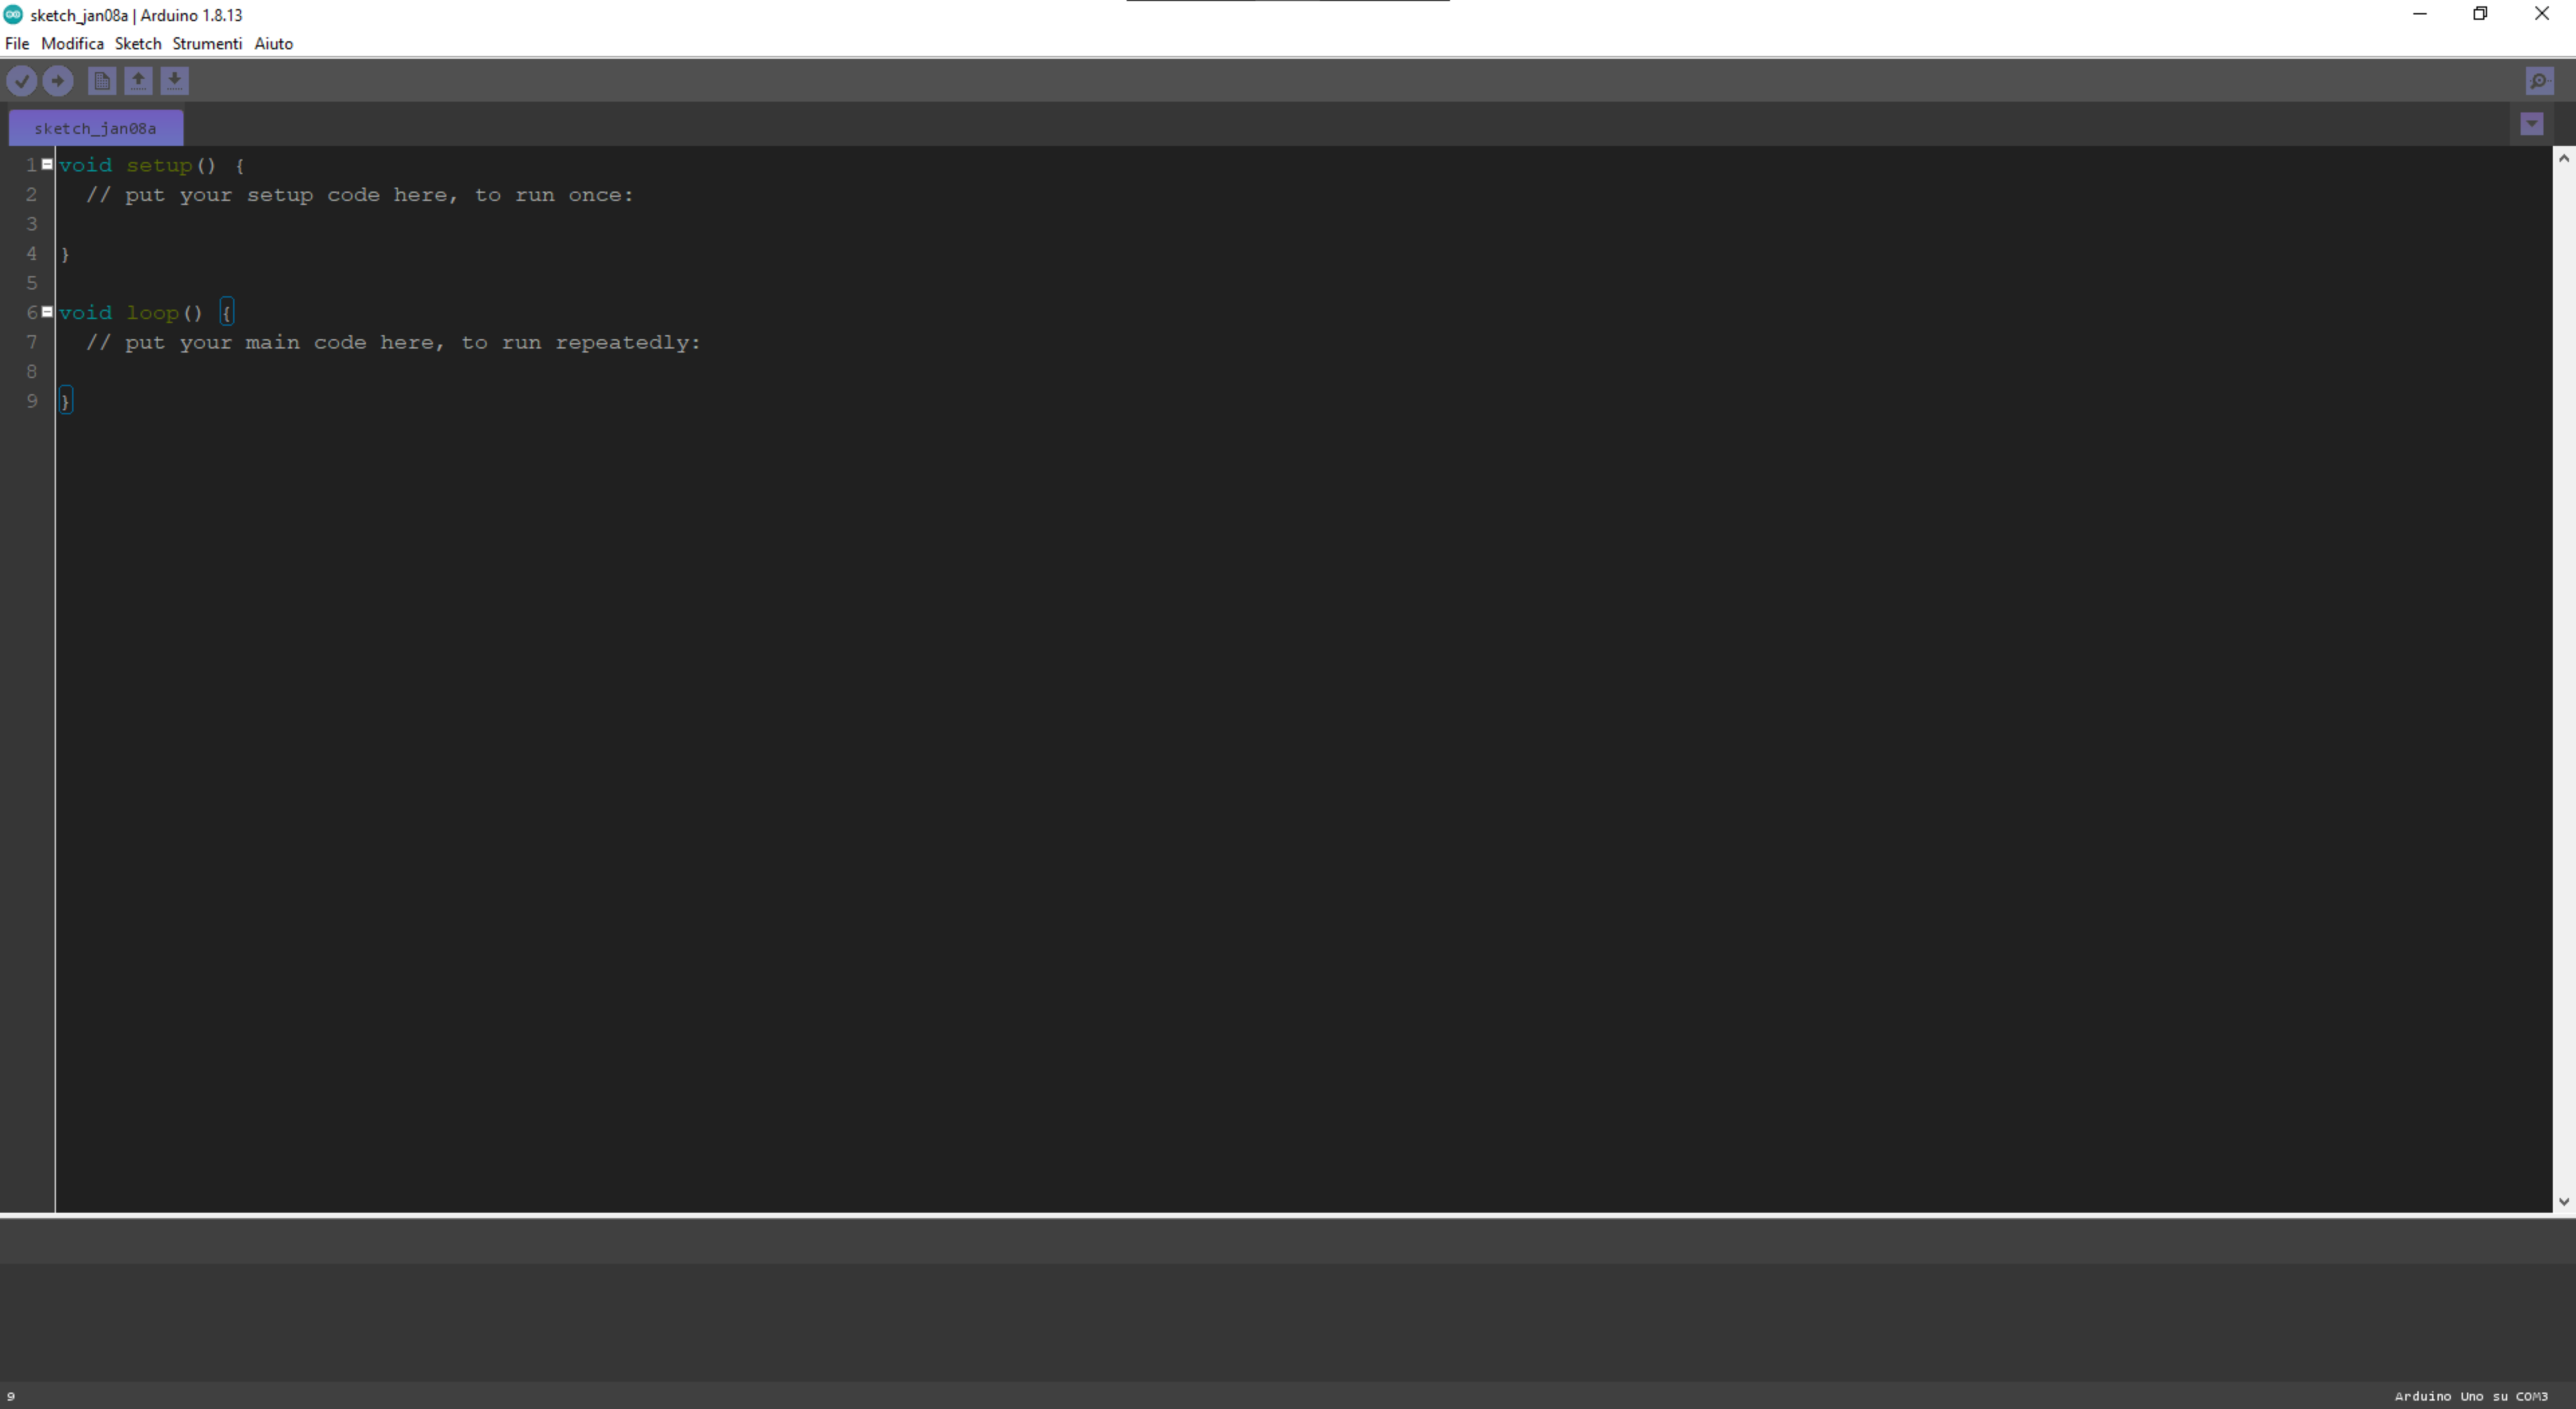 sketch_jan08a | Arduino 1.8.13
File Modifica Sketch Strumenti Aiuto
sketch_jan08a
1 void setup() {
2   // put your setup code here, to run once:
3
4 }
5
6 void loop() {
7   // put your main code here, to run repeatedly:
8
9 }
9
Arduino Uno su COM3